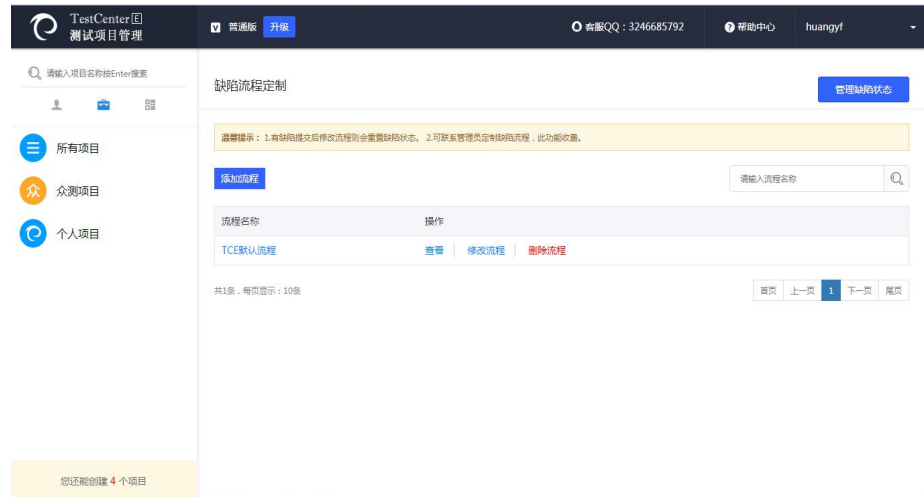 TestCenter E
测试项目管理
V 普通版 升级
客服QQ：3246685792
? 帮助中心
huangyf
请输入项目名称按Enter搜索
所有项目
众 众测项目
个人项目
您还能创建 4 个项目
缺陷流程定制
管理缺陷状态
温馨提示： 1.有缺陷提交后修改流程则会重置缺陷状态。 2.可联系管理员定制缺陷流程，此功能收费。
添加流程
请输入流程名称
流程名称 操作
TCE默认流程 查看 修改流程 删除流程
共1条，每页显示：10条
首页 上一页 1 下一页 尾页